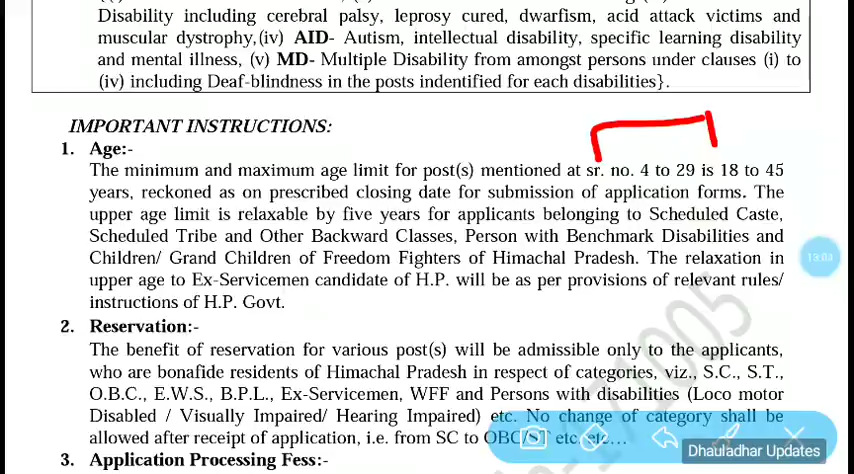 Disability including cerebral palsy, leprosy cured, dwarfism, acid attack victims and
muscular dystrophy,(iv) AID- Autism, intellectual disability, specific learning disability
and mental illness, (v) MD- Multiple Disability from amongst persons under clauses (i) to
(iv) including Deaf-blindness in the posts indentified for each disabilities}.
IMPORTANT INSTRUCTIONS:
1. Age:-
The minimum and maximum age limit for post(s) mentioned at sr. no. 4 to 29 is 18 to 45
years, reckoned as on prescribed closing date for submission of application forms. The
upper age limit is relaxable by five years for applicants belonging to Scheduled Caste,
Scheduled Tribe and Other Backward Classes, Person with Benchmark Disabilities and
Children/ Grand Children of Freedom Fighters of Himachal Pradesh. The relaxation in
13:04
upper age to Ex-Servicemen candidate of H.P. will be as per provisions of relevant rules/
instructions of H.P. Govt.
2. Reservation:-
The benefit of reservation for various post(s) will be admissible only to the applicants,
who are bonafide residents of Himachal Pradesh in respect of categories, viz., S.C., S.T.,
O.B.C., E.W.S., B.P.L., Ex-Servicemen, WFF and Persons with disabilities (Loco motor
Disabled / Visually Impaired/ Hearing Impaired) etc. No change of category shall be
allowed after receipt of application, i.e. from SC to OBC/ST etc.etc...
Dhauladhar Updates
3. Application Processing Fess:-